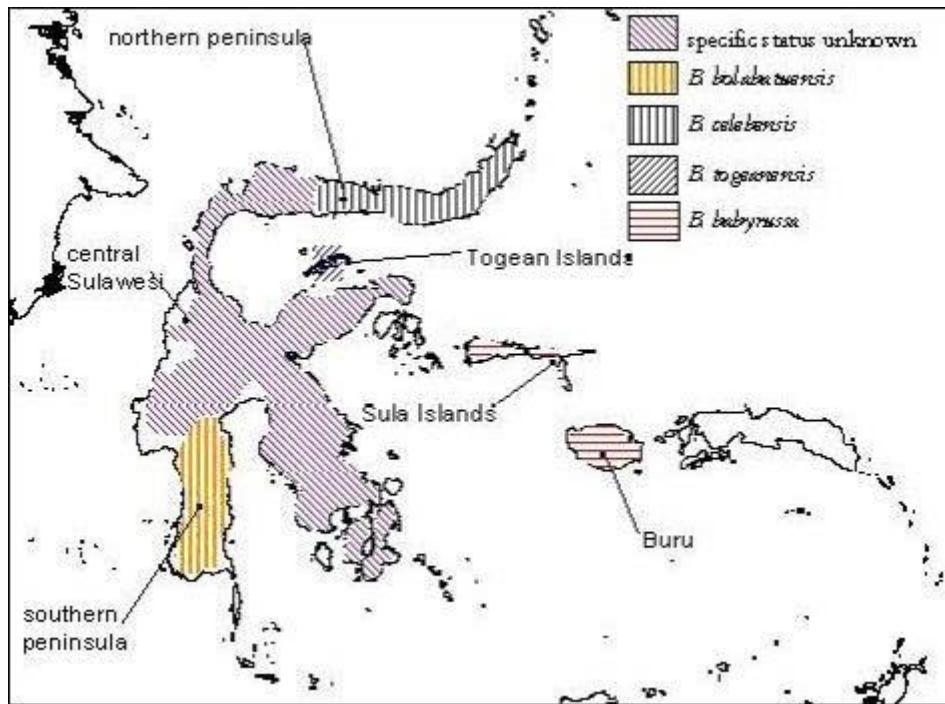 northern peninsula
specific status unknown
B. bolabatuensis
B. celebensis
B. togeanensis
B. babyrussa
central
Sulawesi
Togean Islands
Sula Islands
Buru
southern
peninsula